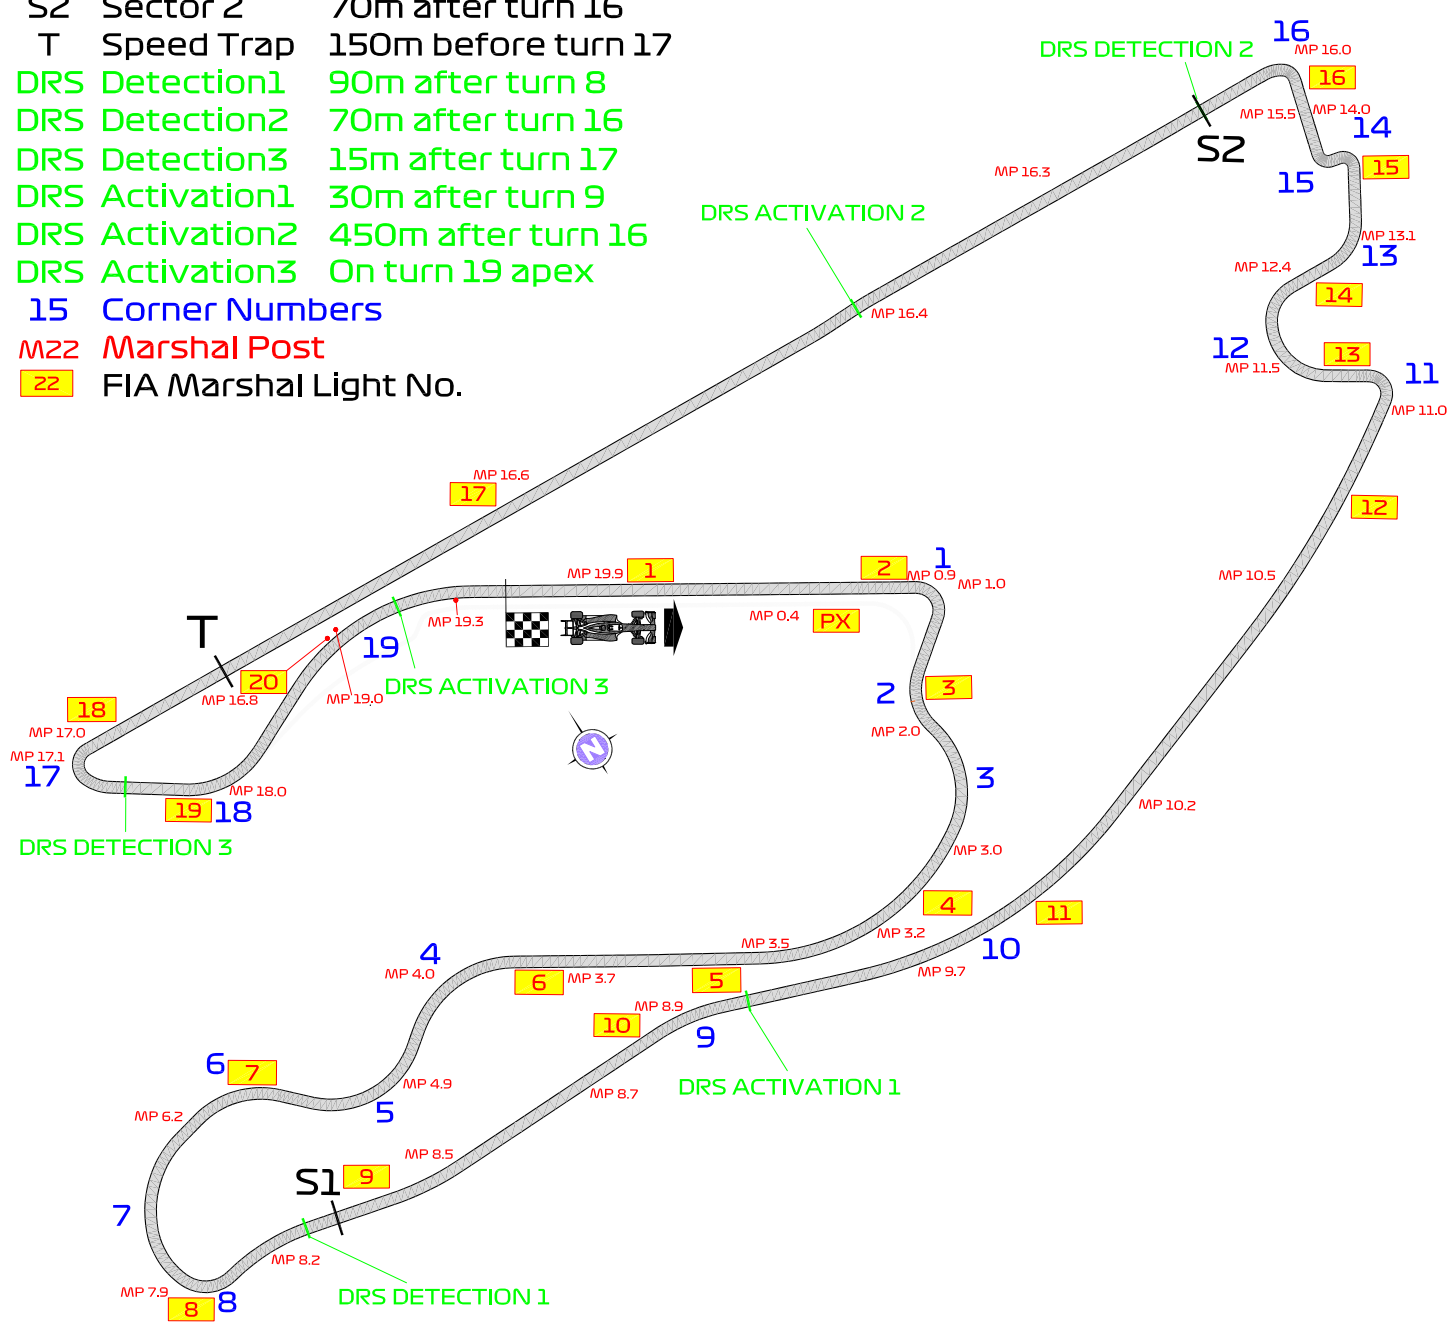 S2 Sector 2 70m after turn 16
T Speed Trap 150m before turn 17
DRS Detection1 90m after turn 8
DRS Detection2 70m after turn 16
DRS Detection3 15m after turn 17
DRS Activation1 30m after turn 9
DRS Activation2 450m after turn 16
DRS Activation3 On turn 19 apex
15 Corner Numbers
M22 Marshal Post
22 FIA Marshal Light No.
16
MP 16.0
DRS DETECTION 2
16
MP 15.5
MP 14.0
14
S2
15
15
MP 16.3
DRS ACTIVATION 2
MP 13.1
13
MP 12.4
14
MP 16.4
12
13
MP 11.5
11
MP 11.0
MP 16.6
17
12
1
MP 19.9
1
2
MP 0.9
MP 1.0
MP 10.5
MP 0.4
PX
MP 19.3
T
19
20
MP 16.8
MP 19.0
DRS ACTIVATION 3
2
3
18
MP 17.0
MP 2.0
N
MP 17.1
17
3
MP 18.0
19
18
MP 10.2
DRS DETECTION 3
MP 3.0
4
11
MP 3.2
MP 3.5
10
4
MP 4.0
6
MP 3.7
5
MP 9.7
MP 8.9
10
9
6
7
MP 4.9
DRS ACTIVATION 1
MP 8.7
5
MP 6.2
MP 8.5
S1
9
7
MP 8.2
MP 7.9
8
8
DRS DETECTION 1